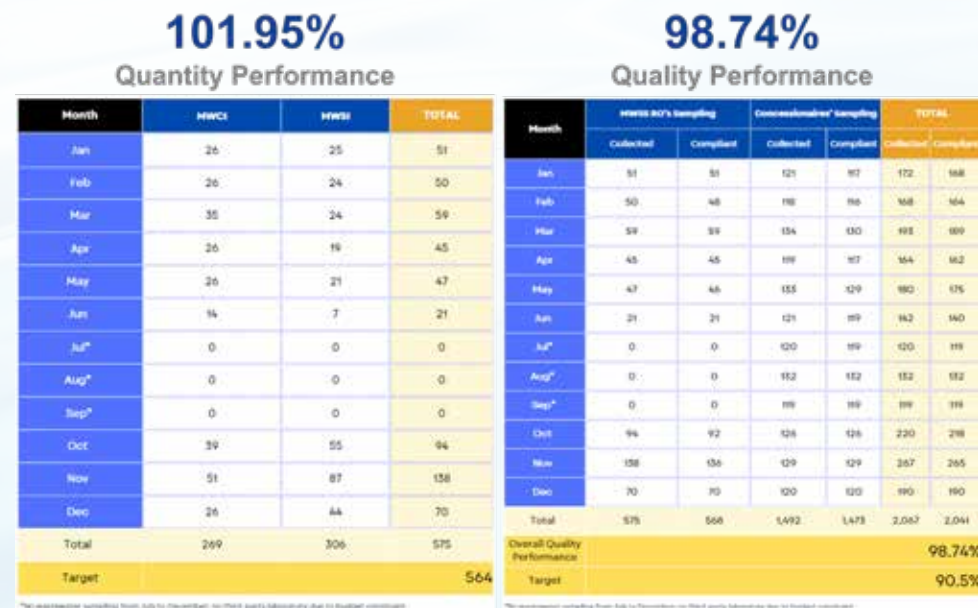 101.95%
Quantity Performance
Month MWCI MWSI TOTAL
Jan 26 25 51
Feb 26 24 50
Mar 35 24 59
Apr 26 19 45
May 26 21 47
Jun 14 7 21
Jul* 0 0 0
Aug* 0 0 0
Sep* 0 0 0
Oct 39 55 94
Nov 51 87 138
Dec 26 44 70
Total 269 306 575
Target 564
98.74%
Quality Performance
Month MWSS RO's Sampling Concessionaires' Sampling TOTAL
Collected Compliant Collected Compliant Collected Compliant
Jan 51 51 121 117 172 168
Feb 50 48 118 116 168 164
Mar 59 59 134 130 193 189
Apr 45 45 119 117 164 162
May 47 46 133 129 180 175
Jun 21 21 121 119 142 140
Jul* 0 0 120 119 120 119
Aug* 0 0 132 132 132 132
Sep* 0 0 119 119 119 119
Oct 94 92 126 126 220 218
Nov 138 136 129 129 267 265
Dec 70 70 120 120 190 190
Total 575 568 1,492 1,473 2,067 2,041
Overall Quality
Performance 98.74%
Target 90.5%